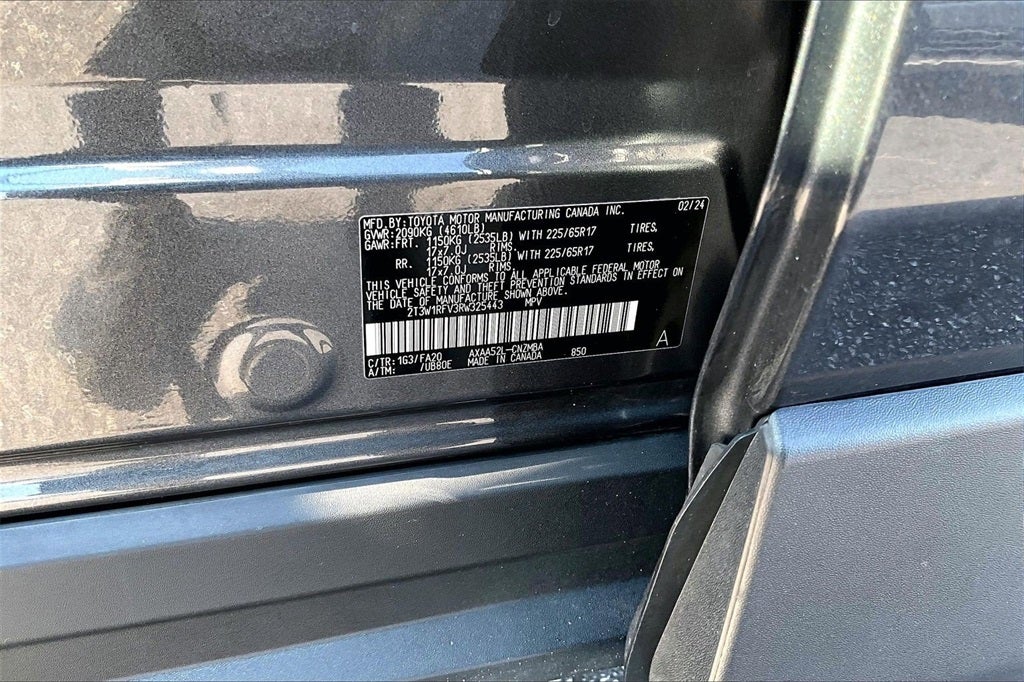 MFD.BY:TOYOTA MOTOR MANUFACTURING CANADA INC. 02/24
GVWR:2090KG (4610LB)
GAWR:FRT. 1150KG (2535LB) WITH 225/65R17 TIRES.
17x7.0J RIMS.
RR. 1150KG (2535LB) WITH 225/65R17 TIRES.
17x7.0J RIMS.
THIS VEHICLE CONFORMS TO ALL APPLICABLE FEDERAL MOTOR
VEHICLE SAFETY AND THEFT PREVENTION STANDARDS IN EFFECT ON
THE DATE OF MANUFACTURE SHOWN ABOVE.
2T3W1RFV3RW325443 MPV
C/TR:1G3/FA20 AXAA52L-CNZMBA 850 A
A/TM: /UB80E MADE IN CANADA